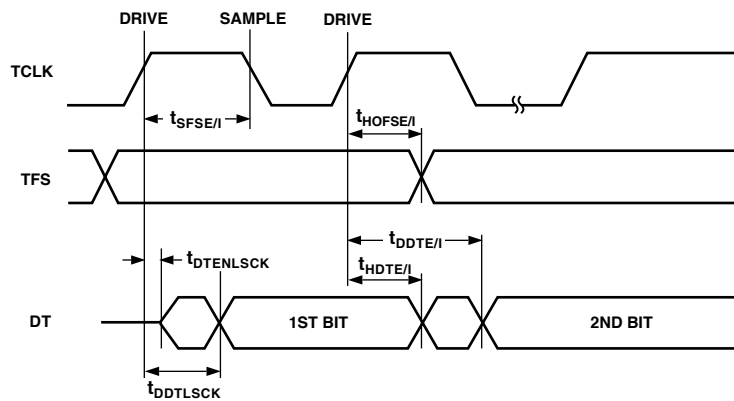 DRIVE SAMPLE DRIVE
TCLK
tSFSE/I
tHOFSE/I
TFS
tDDTE/I
tDTENLSCK
tHDTE/I
DT
1ST BIT
2ND BIT
tDDTLSCK